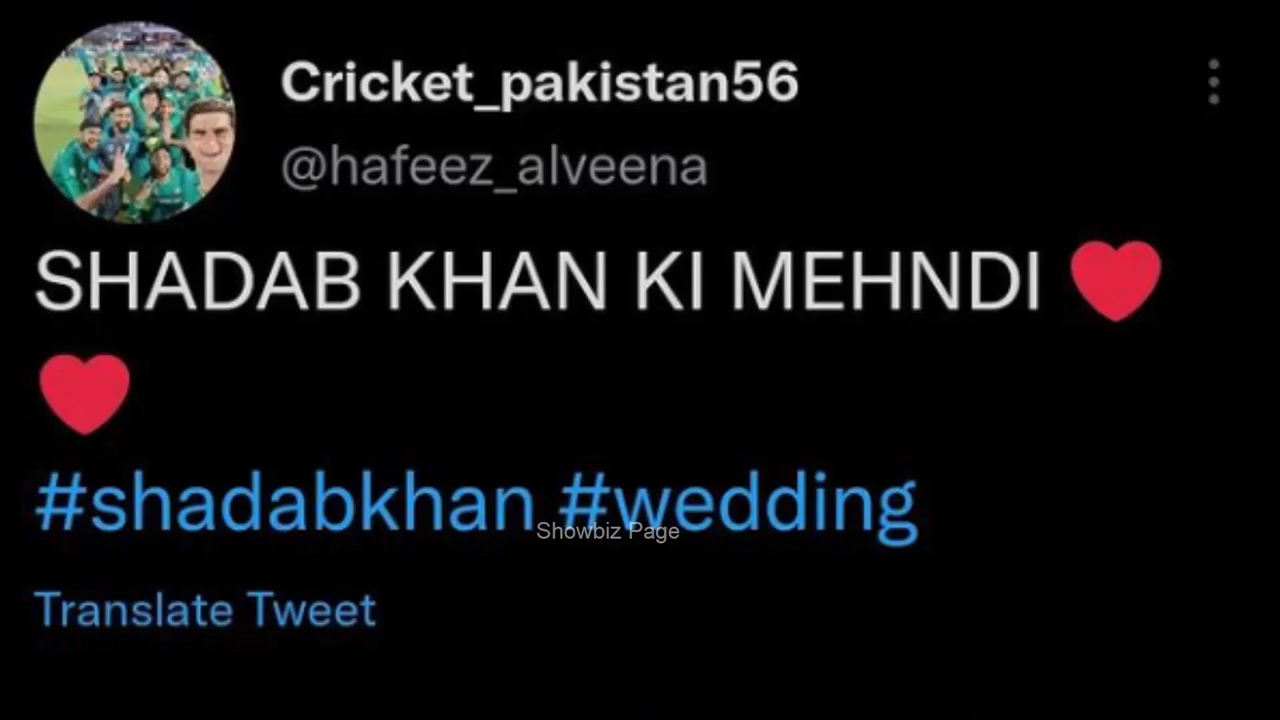 Cricket_pakistan56
@hafeez_alveena
SHADAB KHAN KI MEHNDI ❤️
❤️
#shadabkhan #wedding
Showbiz Page
Translate Tweet